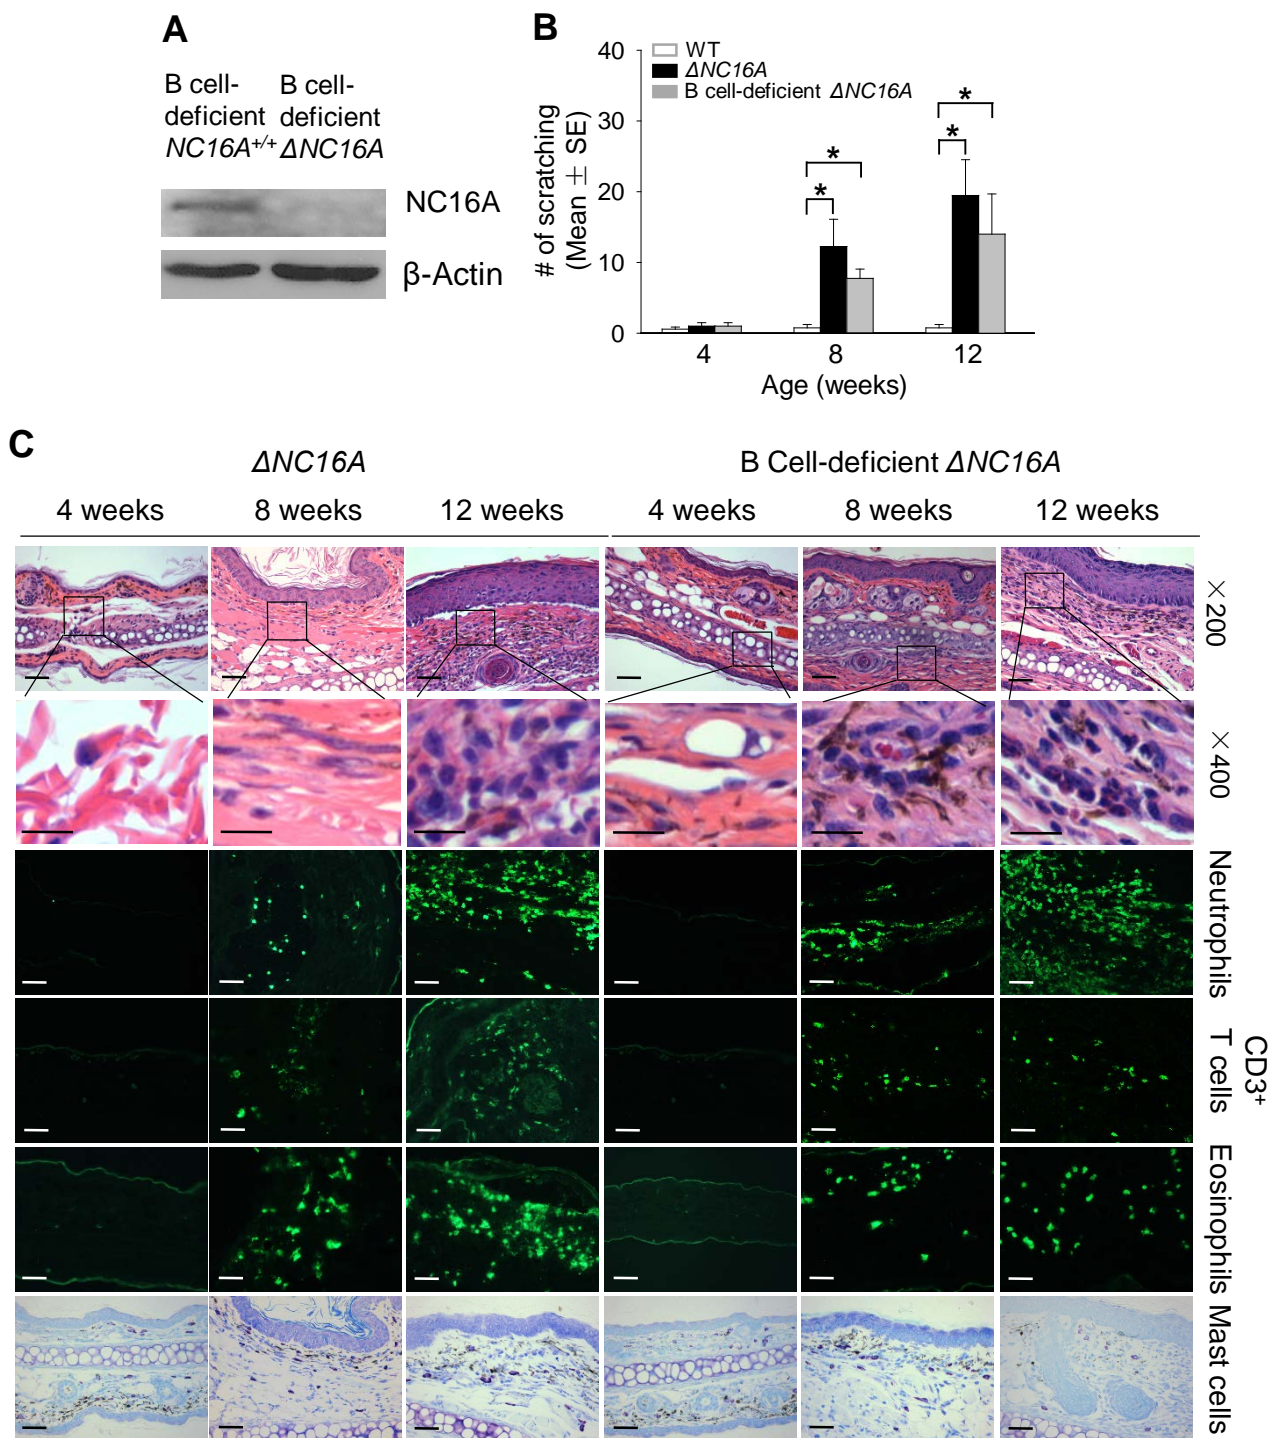 A
B cell-
deficient
NC16A+/+
B cell-
deficient
ΔNC16A
NC16A
β-Actin
B
# of scratching
(Mean ± SE)
40
30
20
10
0
WT
ΔNC16A
B cell-deficient ΔNC16A
*
*
*
*
4 8 12
Age (weeks)
C
ΔNC16A
B Cell-deficient ΔNC16A
4 weeks 8 weeks 12 weeks 4 weeks 8 weeks 12 weeks
×200
×400
Neutrophils
CD3+
T cells
Eosinophils
Mast cells